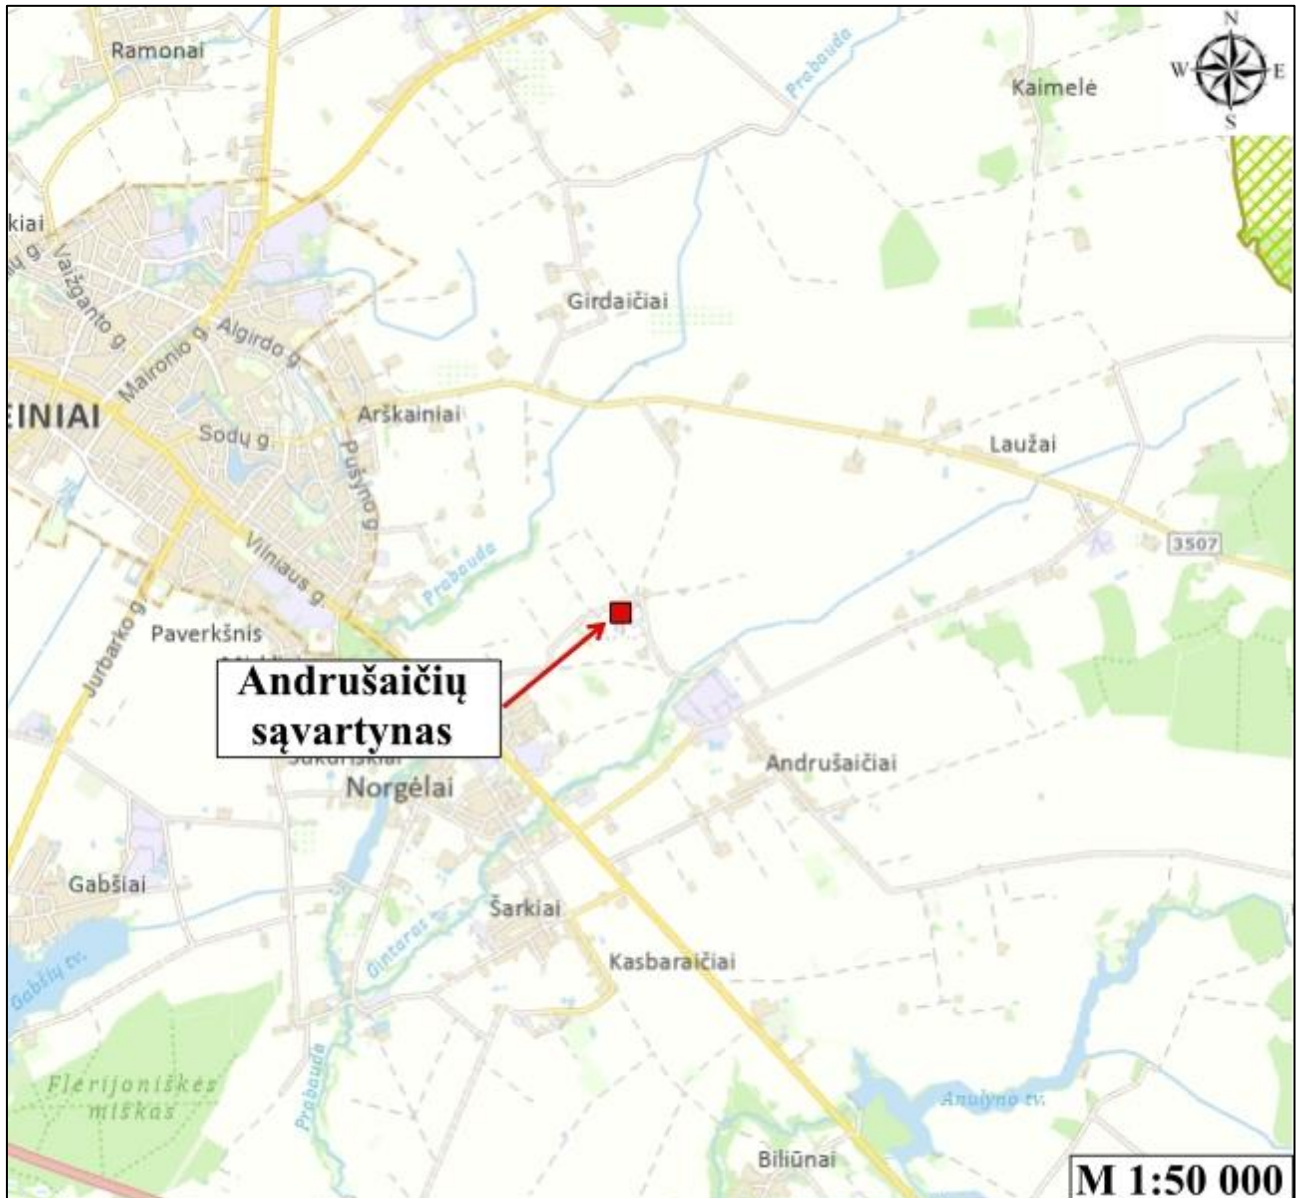 N
Ramonai
Prabauda
Kaimelė
W
E
S
kiai
Vaižganto g.
Girdaičiai
Algirdo g.
Maironio g.
EINIAI
Arškainiai
Sodų g.
Laužai
Pušyno g.
3507
Vilniaus g.
Prabauda
Jurbarko g.
Paverkšnis
Andrušaičių
sąvartynas
Andrušaičiai
Norgėlai
Gabšiai
Šarkiai
Gintaras
Kasbaraičiai
Gabšių tv.
Prabauda
Flerijoniškės
miškas
Anulyno tv.
Biliūnai
M 1:50 000